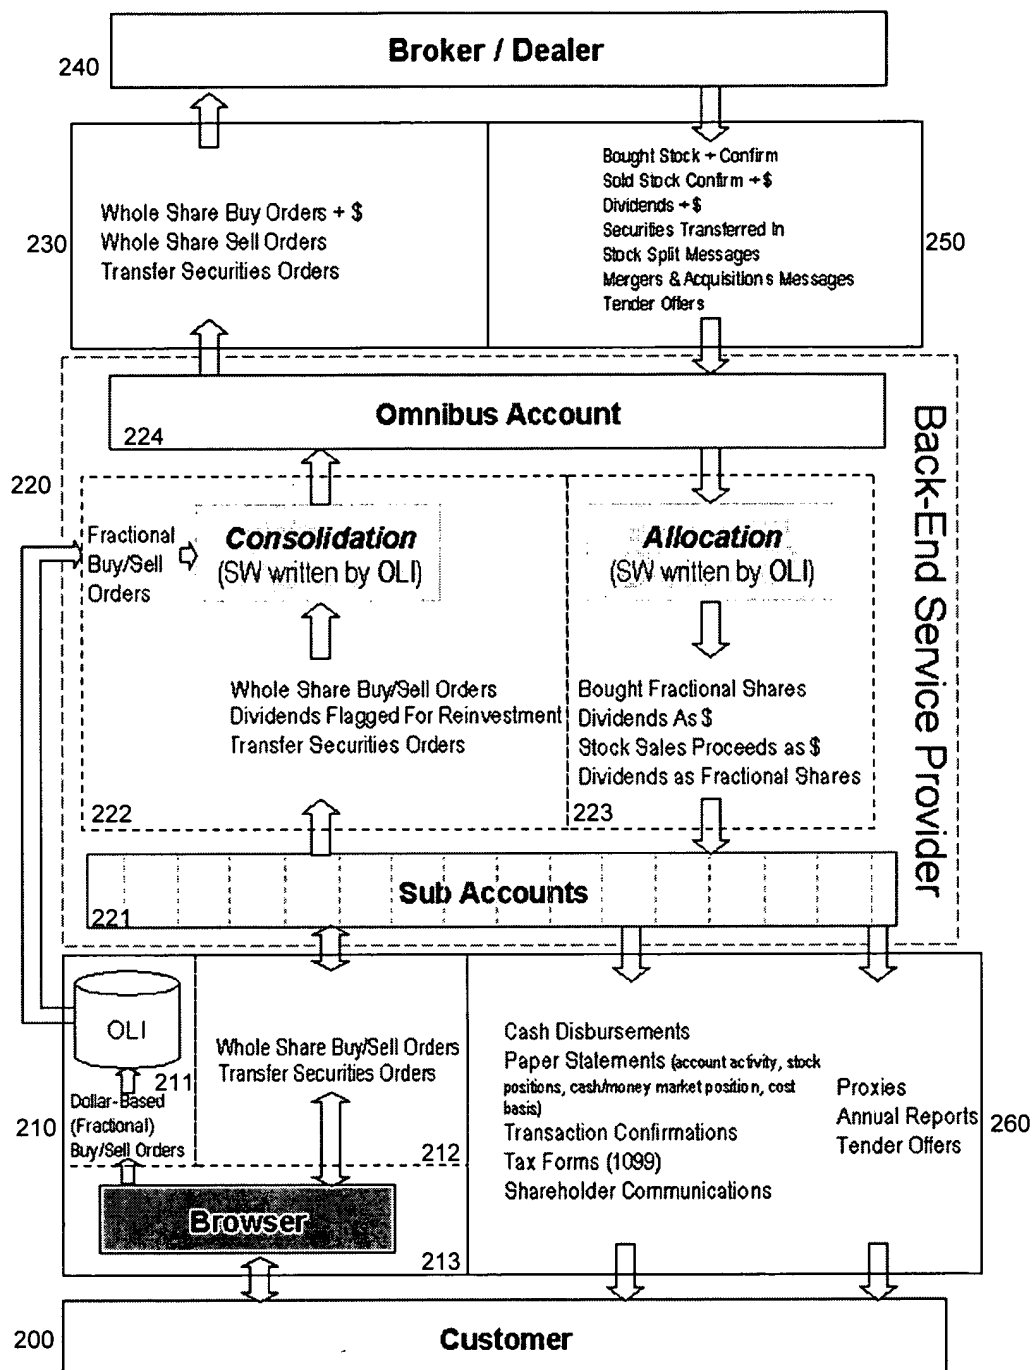 Broker / Dealer
240
Whole Share Buy Orders + $
Whole Share Sell Orders
Transfer Securities Orders
230
Bought Stock + Confirm
Sold Stock Confirm + $
Dividends + $
Securities Transferred In
Stock Split Messages
Mergers & Acquisitions Messages
Tender Offers
250
Omnibus Account
224
Back-End Service Provider
220
Fractional
Buy/Sell
Orders
Consolidation
(SW written by OLI)
Allocation
(SW written by OLI)
Whole Share Buy/Sell Orders
Dividends Flagged For Reinvestment
Transfer Securities Orders
222
Bought Fractional Shares
Dividends As $
Stock Sales Proceeds as $
Dividends as Fractional Shares
223
Sub Accounts
221
OLI
211
Dollar-Based
(Fractional)
Buy/Sell Orders
210
Whole Share Buy/Sell Orders
Transfer Securities Orders
212
Browser
213
Cash Disbursements
Paper Statements (account activity, stock
positions, cash/money market position, cost
basis)
Transaction Confirmations
Tax Forms (1099)
Shareholder Communications
Proxies
Annual Reports
Tender Offers
260
200
Customer